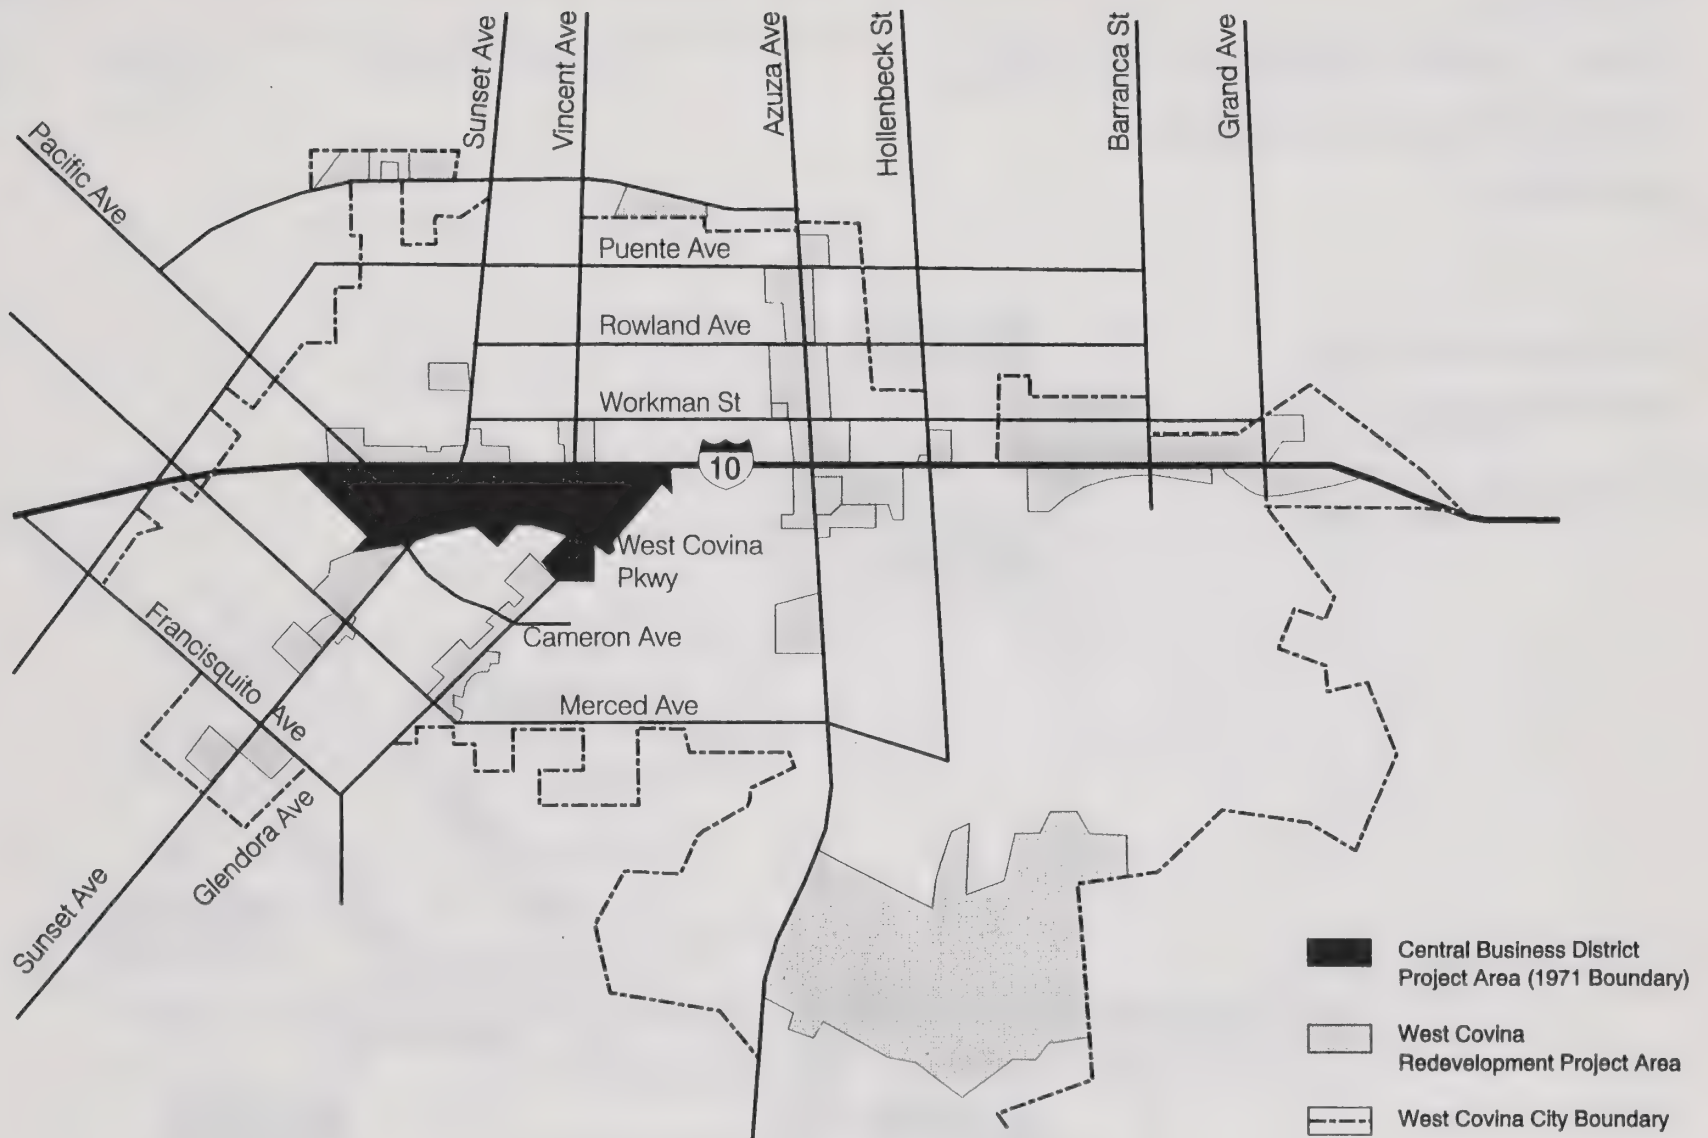 Sunset Ave
Vincent Ave
Azuza Ave
Hollenbeck St
Barranca St
Grand Ave
Pacific Ave
Puente Ave
Rowland Ave
Workman St
10
West Covina
Pkwy
Cameron Ave
Francisquito Ave
Merced Ave
Glendora Ave
Sunset Ave
Central Business District
Project Area (1971 Boundary)
West Covina
Redevelopment Project Area
West Covina City Boundary